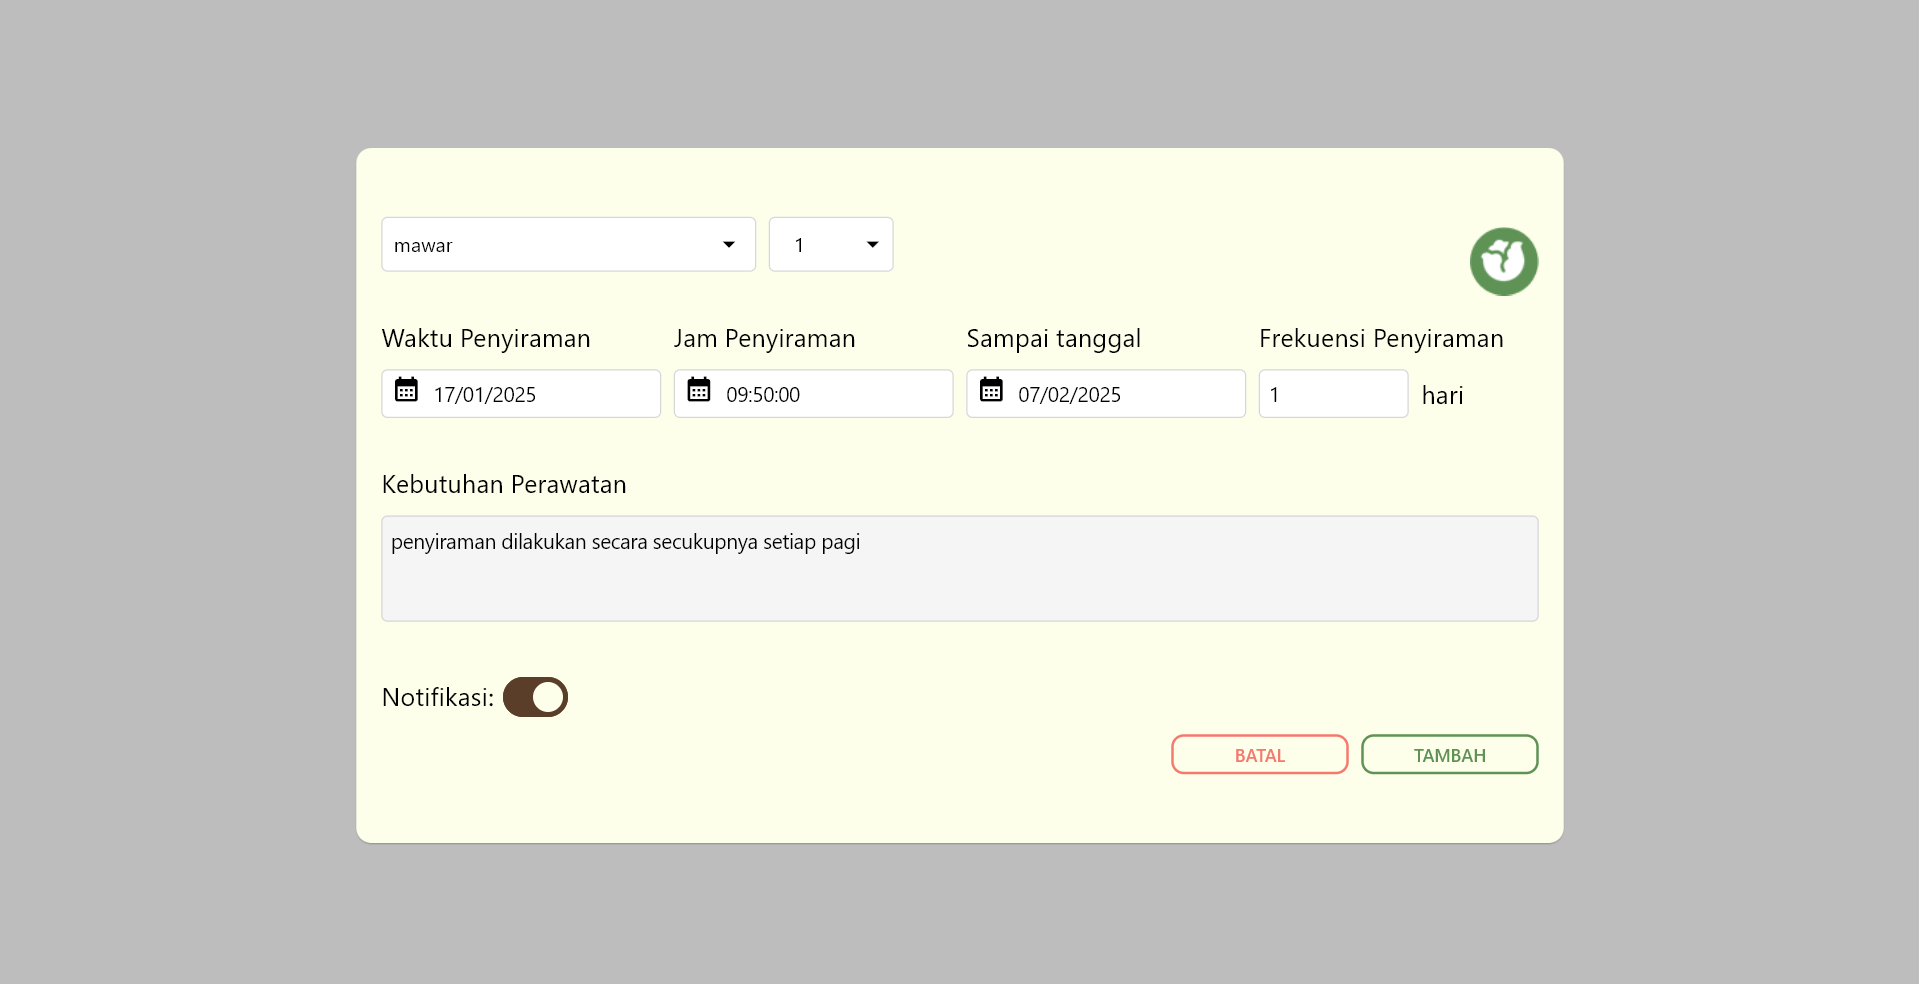 mawar 1
Waktu Penyiraman Jam Penyiraman Sampai tanggal Frekuensi Penyiraman
17/01/2025 09:50:00 07/02/2025 1 hari
Kebutuhan Perawatan
penyiraman dilakukan secara secukupnya setiap pagi
Notifikasi:
BATAL TAMBAH